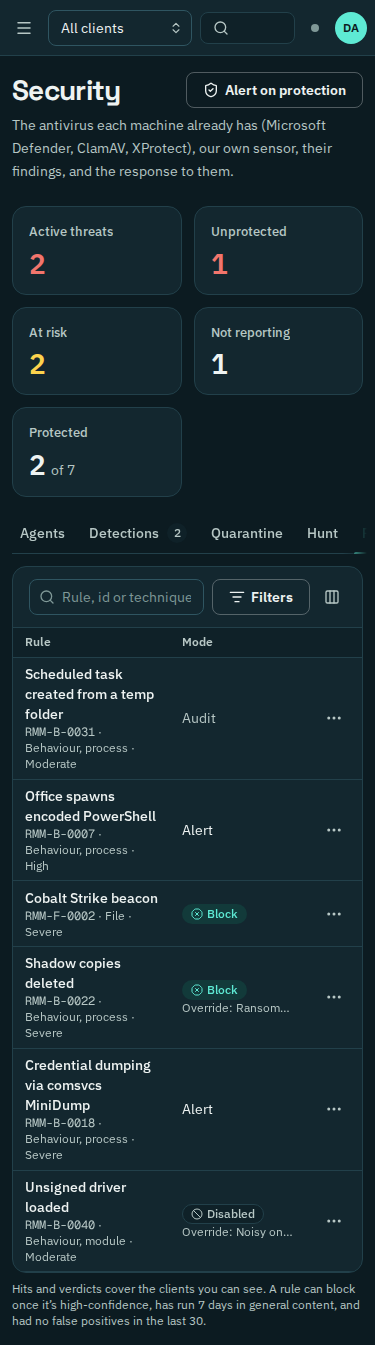 All clients
DA
Security
Alert on protection
The antivirus each machine already has (Microsoft
Defender, ClamAV, XProtect), our own sensor, their
findings, and the response to them.
Active threats
2
Unprotected
1
At risk
2
Not reporting
1
Protected
2 of 7
Agents Detections 2 Quarantine Hunt
Rule, id or technique
Filters
Rule Mode
Scheduled task
created from a temp
folder
RMM-B-0031 ·
Behaviour, process ·
Moderate
Audit
Office spawns
encoded PowerShell
RMM-B-0007 ·
Behaviour, process ·
High
Alert
Cobalt Strike beacon
RMM-F-0002 · File ·
Severe
Block
Shadow copies
deleted
RMM-B-0022 ·
Behaviour, process ·
Severe
Block
Override: Ransom...
Credential dumping
via comsvcs
MiniDump
RMM-B-0018 ·
Behaviour, process ·
Severe
Alert
Unsigned driver
loaded
RMM-B-0040 ·
Behaviour, module ·
Moderate
Disabled
Override: Noisy on...
Hits and verdicts cover the clients you can see. A rule can block
once it's high-confidence, has run 7 days in general content, and
had no false positives in the last 30.